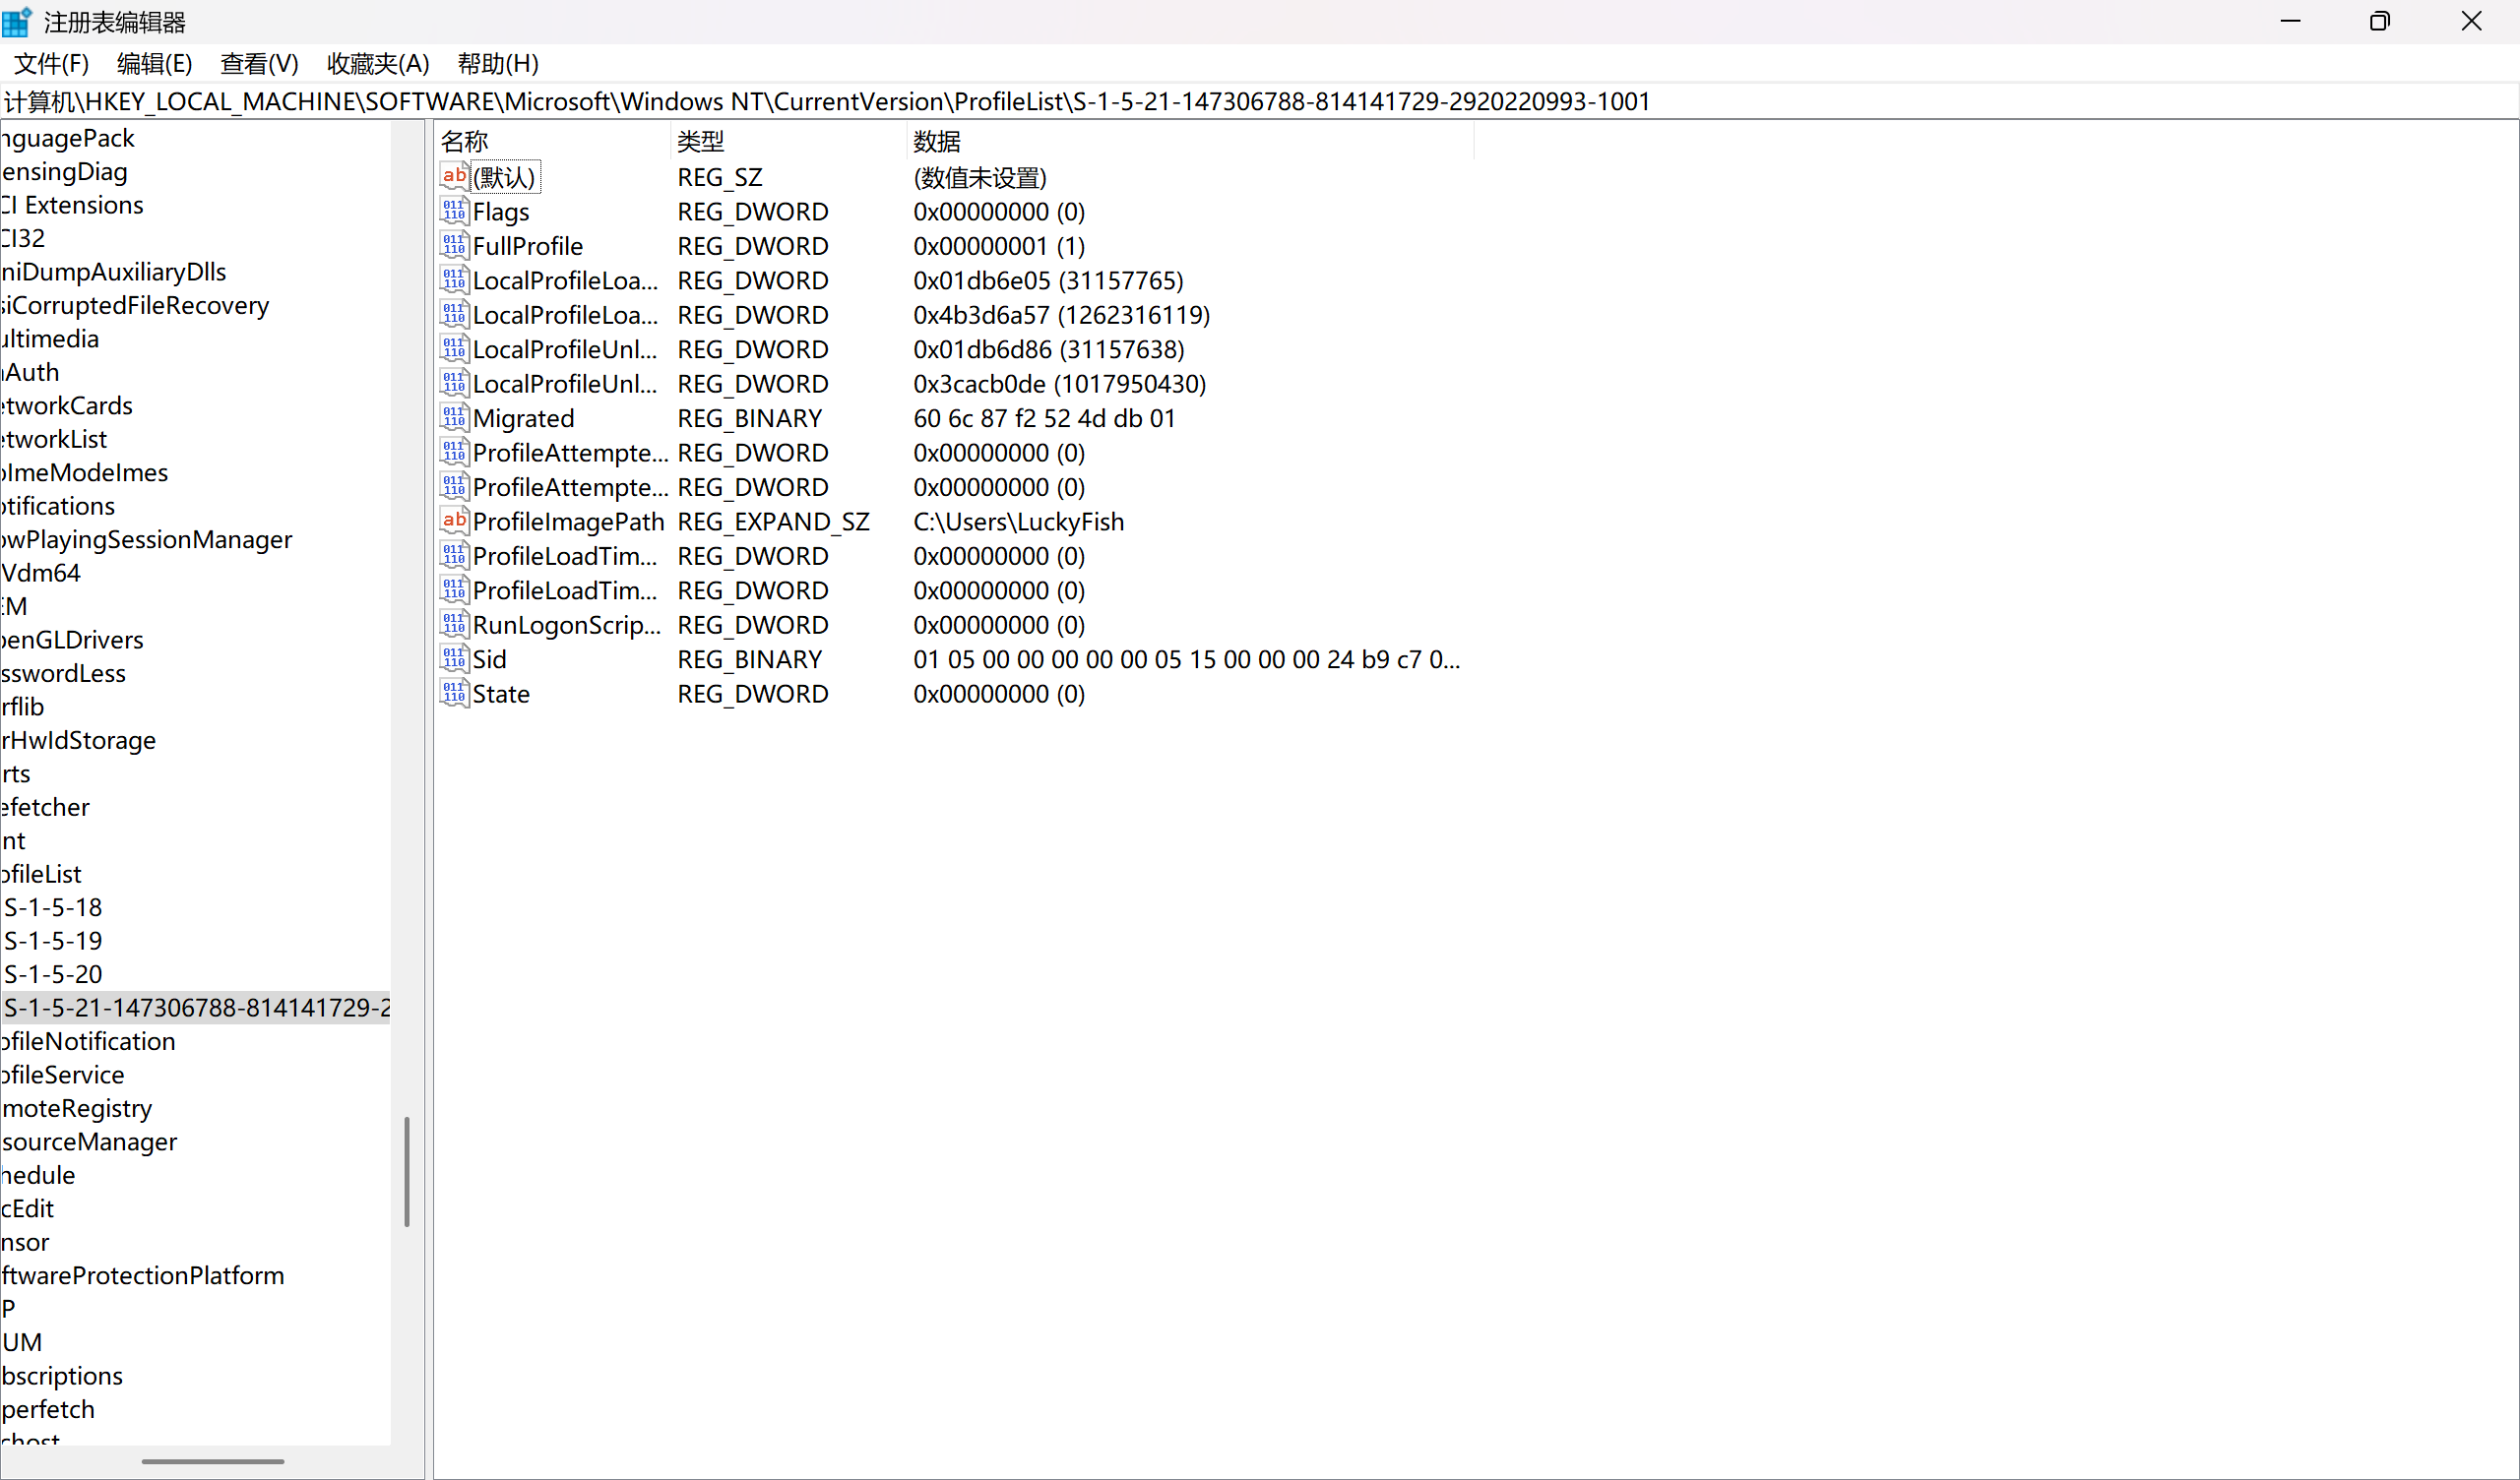 注册表编辑器
文件(F) 编辑(E) 查看(V) 收藏夹(A) 帮助(H)
计算机\HKEY_LOCAL_MACHINE\SOFTWARE\Microsoft\Windows NT\CurrentVersion\ProfileList\S-1-5-21-147306788-814141729-2920220993-1001
nguagePack
ensingDiag
CI Extensions
CI32
niDumpAuxiliaryDlls
siCorruptedFileRecovery
ultimedia
Auth
etworkCards
etworkList
oImeModeImes
otifications
owPlayingSessionManager
Vdm64
EM
penGLDrivers
sswordLess
rflib
rHwIdStorage
rts
efetcher
nt
ofileList
S-1-5-18
S-1-5-19
S-1-5-20
S-1-5-21-147306788-814141729-2
ofileNotification
ofileService
moteRegistry
sourceManager
hedule
cEdit
nsor
ftwareProtectionPlatform
P
UM
bscriptions
perfetch
chost
名称 类型 数据
(默认) REG_SZ (数值未设置)
Flags REG_DWORD 0x00000000 (0)
FullProfile REG_DWORD 0x00000001 (1)
LocalProfileLoa... REG_DWORD 0x01db6e05 (31157765)
LocalProfileLoa... REG_DWORD 0x4b3d6a57 (1262316119)
LocalProfileUnl... REG_DWORD 0x01db6d86 (31157638)
LocalProfileUnl... REG_DWORD 0x3cacb0de (1017950430)
Migrated REG_BINARY 60 6c 87 f2 52 4d db 01
ProfileAttempte... REG_DWORD 0x00000000 (0)
ProfileAttempte... REG_DWORD 0x00000000 (0)
ProfileImagePath REG_EXPAND_SZ C:\Users\LuckyFish
ProfileLoadTim... REG_DWORD 0x00000000 (0)
ProfileLoadTim... REG_DWORD 0x00000000 (0)
RunLogonScrip... REG_DWORD 0x00000000 (0)
Sid REG_BINARY 01 05 00 00 00 00 00 05 15 00 00 00 24 b9 c7 0...
State REG_DWORD 0x00000000 (0)